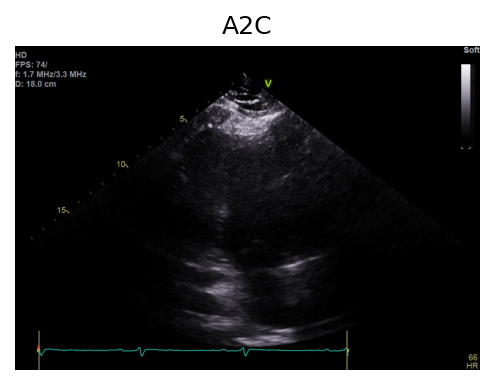 A2C
HD
FPS: 74/
f: 1.7 MHz/3.3 MHz
D: 18.0 cm
Soft
V
5
10
15
66
HR